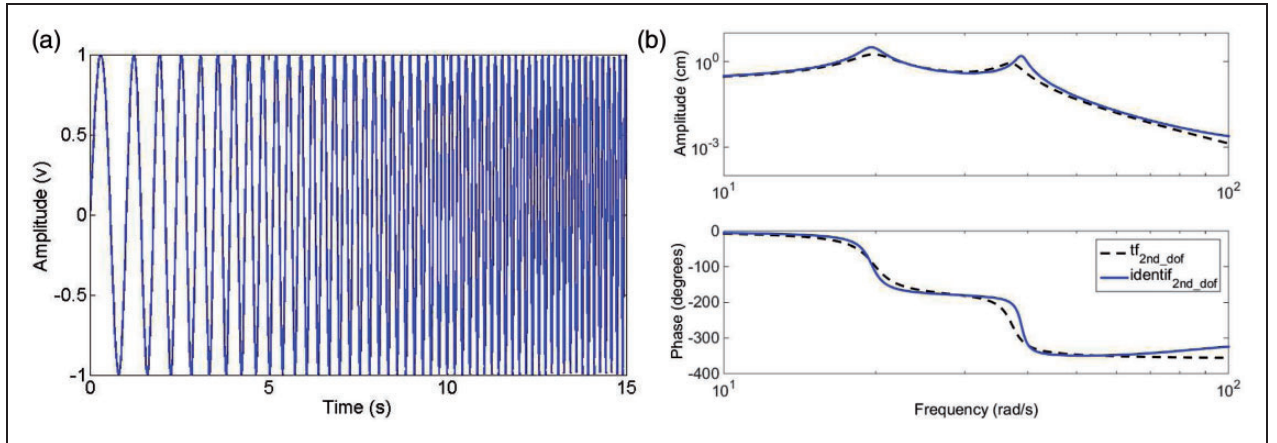 (a)
Amplitude (v)
1
0.5
0
-0.5
-1
0 5 10 15
Time (s)
(b)
Amplitude (cm)
10^0
10^-3
10^1 10^2
Phase (degrees)
0
-100
-200
-300
-400
tf_2nd_dof
identif_2nd_dof
10^1 10^2
Frequency (rad/s)